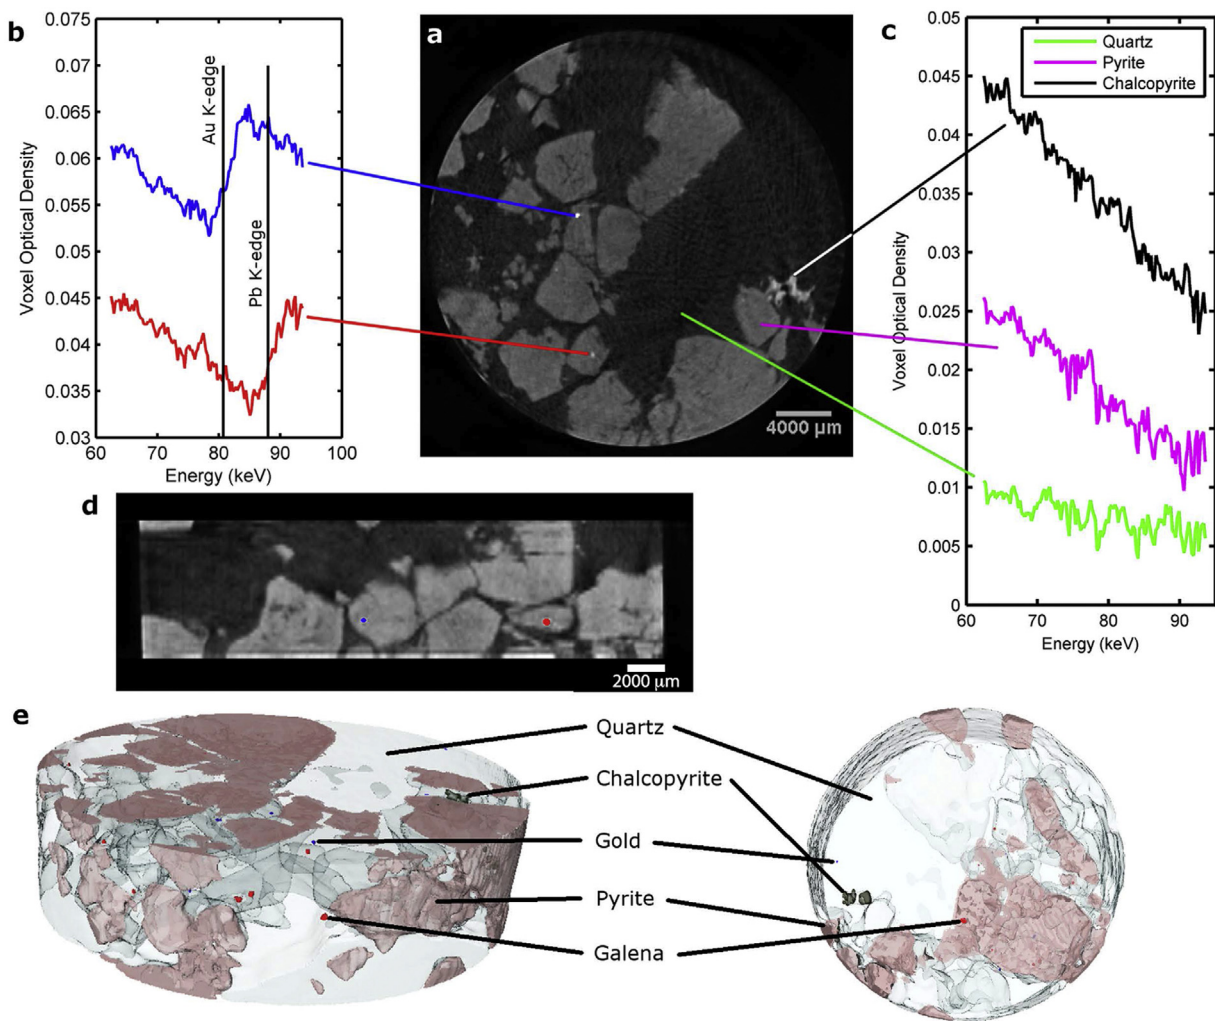 b
0.075
0.07
0.065
0.06
0.055
0.05
0.045
0.04
0.035
0.03
60
70
80
90
100
Voxel Optical Density
Energy (keV)
Au K-edge
Pb K-edge
a
4000 µm
c
0.05
0.045
0.04
0.035
0.03
0.025
0.02
0.015
0.01
0.005
0
60
70
80
90
Voxel Optical Density
Energy (keV)
Quartz
Pyrite
Chalcopyrite
d
2000 µm
e
Quartz
Chalcopyrite
Gold
Pyrite
Galena